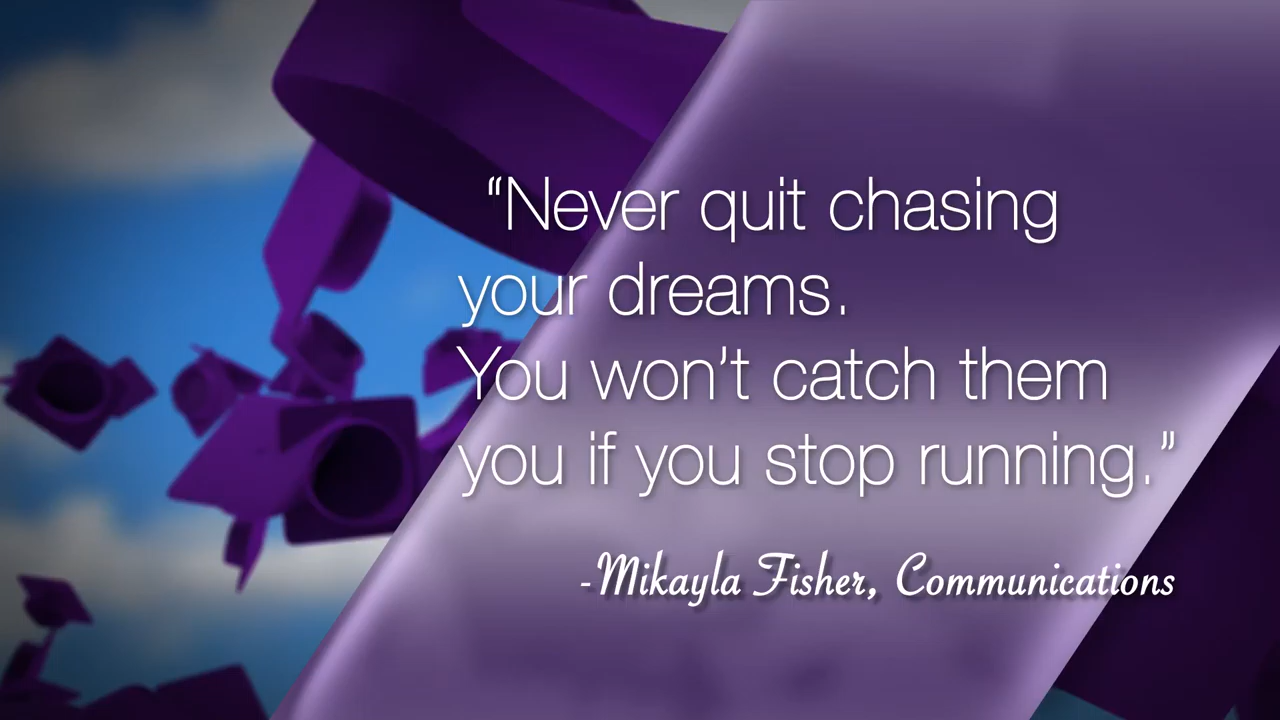 “Never quit chasing
your dreams.
You won’t catch them
you if you stop running.”
-Mikayla Fisher, Communications